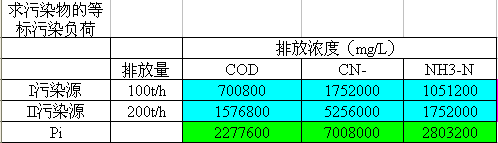 求污染物的等
标污染负荷
排放浓度（mg/L）
排放量 COD CN- NH3-N
I污染源 100t/h 700800 1752000 1051200
II污染源 200t/h 1576800 5256000 1752000
Pi 2277600 7008000 2803200